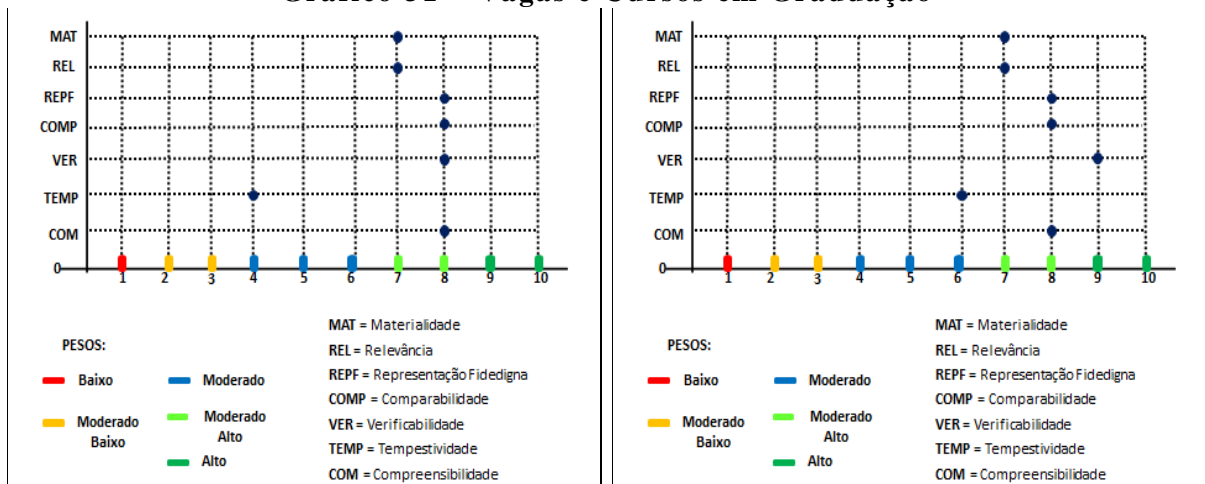 Gráfico 31 – Vagas e Cursos em Graduação
MAT
REL
REPF
COMP
VER
TEMP
COM
0
1 2 3 4 5 6 7 8 9 10
PESOS:
Baixo
Moderado
Moderado Baixo
Moderado Alto
Alto
MAT = Materialidade
REL = Relevância
REPF = Representação Fidedigna
COMP = Comparabilidade
VER = Verificabilidade
TEMP = Tempestividade
COM = Compreensibilidade
MAT
REL
REPF
COMP
VER
TEMP
COM
0
1 2 3 4 5 6 7 8 9 10
PESOS:
Baixo
Moderado
Moderado Baixo
Moderado Alto
Alto
MAT = Materialidade
REL = Relevância
REPF = Representação Fidedigna
COMP = Comparabilidade
VER = Verificabilidade
TEMP = Tempestividade
COM = Compreensibilidade